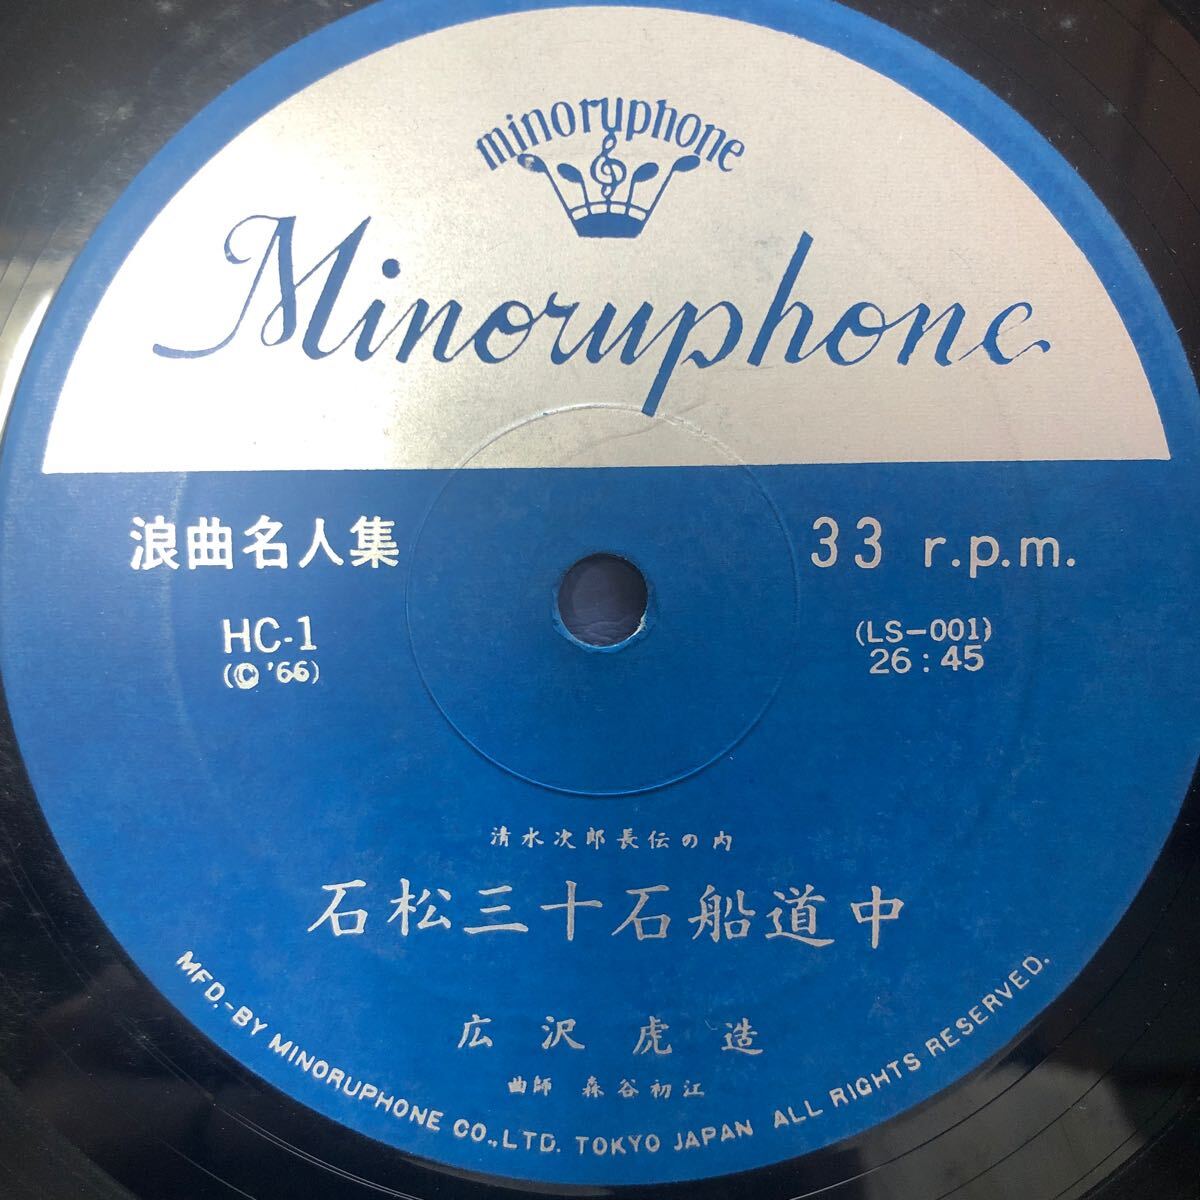 minoruphone
Minoruphone
浪曲名人集
33 r.p.m.
HC-1
(© '66)
(LS-001)
26:45
清水次郎長伝の内
石松三十石船道中
広沢虎造
曲師 森谷初江
MFD.-BY MINORUPHONE CO.,LTD. TOKYO JAPAN ALL RIGHTS RESERVED.